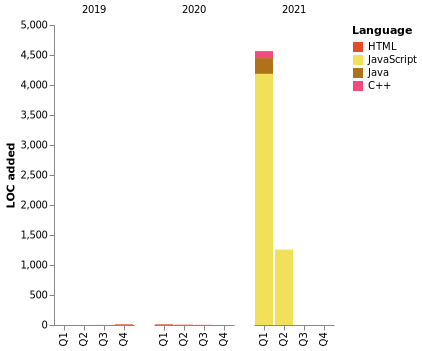 2019 2020 2021
LOC added
5,000
4,500
4,000
3,500
3,000
2,500
2,000
1,500
1,000
500
0
Q1 Q2 Q3 Q4 Q1 Q2 Q3 Q4 Q1 Q2 Q3 Q4
Language
HTML
JavaScript
Java
C++